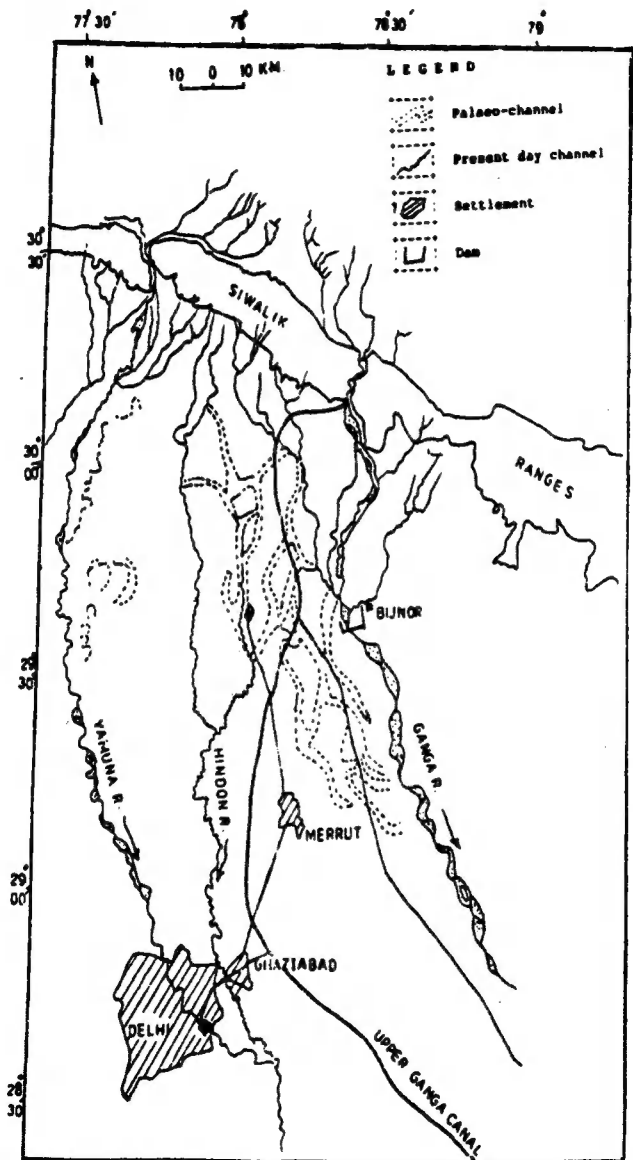 77° 30'
78°
78° 30'
79°
N
10 0 10 KM.
LEGEND
Palaeo-channel
Present day channel
Settlement
Dam
30° 30'
SIWALIK
30° 00'
RANGES
BIJNOR
29° 30'
YAMUNA R.
HINDON R.
GANGA R.
MERRUT
29° 00'
GHAZIABAD
DELHI
UPPER GANGA CANAL
28° 30'